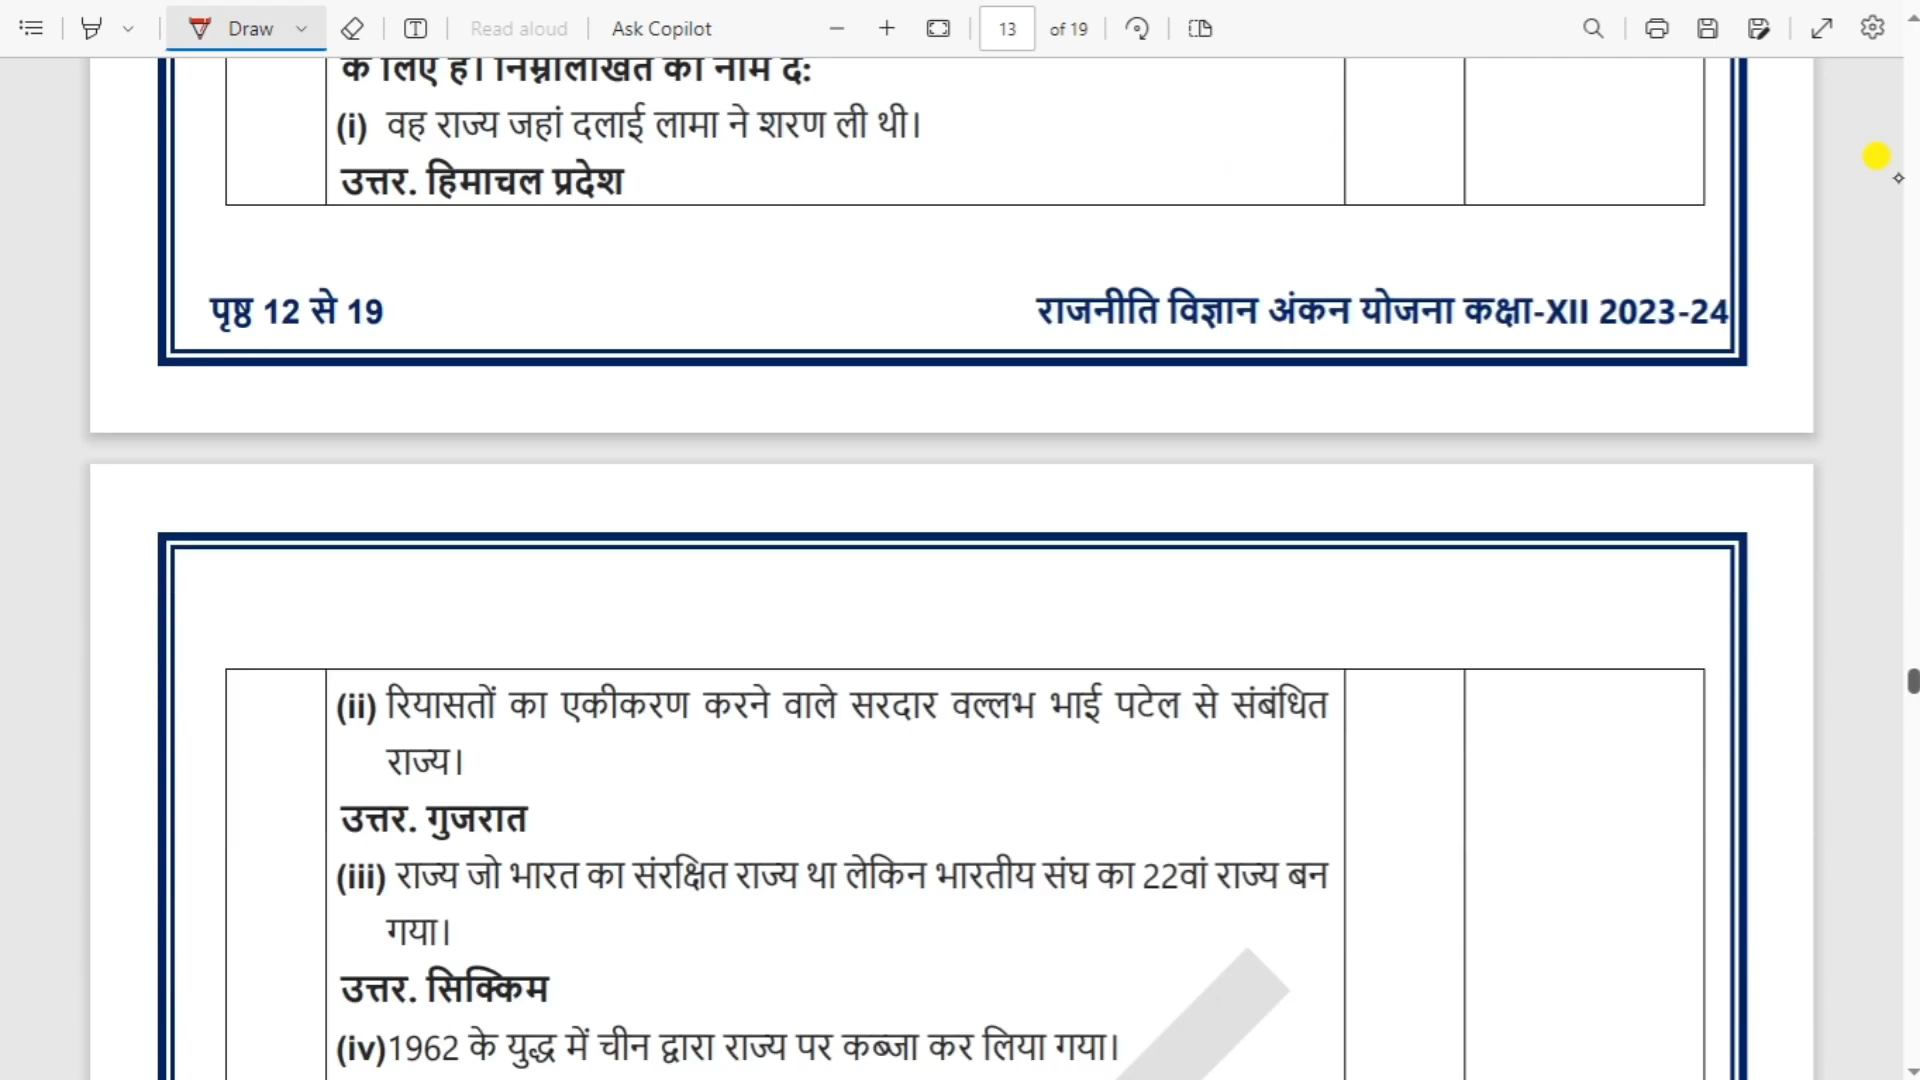 Draw
Read aloud
Ask Copilot
13
of 19
के लिए है। निम्नलिखित का नाम दें:
(i) वह राज्य जहां दलाई लामा ने शरण ली थी।
उत्तर. हिमाचल प्रदेश
पृष्ठ 12 से 19
राजनीति विज्ञान अंकन योजना कक्षा-XII 2023-24
(ii) रियासतों का एकीकरण करने वाले सरदार वल्लभ भाई पटेल से संबंधित
राज्य।
उत्तर. गुजरात
(iii) राज्य जो भारत का संरक्षित राज्य था लेकिन भारतीय संघ का 22वां राज्य बन
गया।
उत्तर. सिक्किम
(iv)1962 के युद्ध में चीन द्वारा राज्य पर कब्जा कर लिया गया।